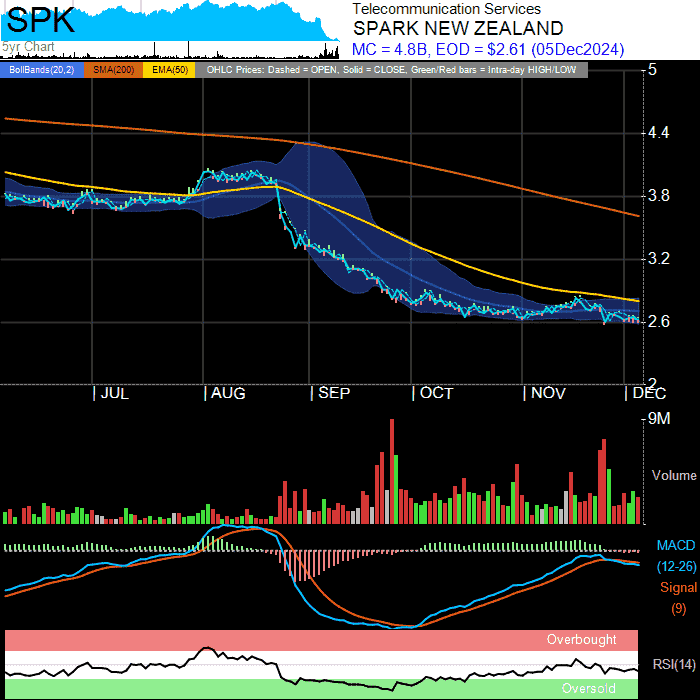 SPK
Telecommunication Services
SPARK NEW ZEALAND
5yr Chart
MC = 4.8B, EOD = $2.61 (05Dec2024)
BollBands(20,2) SMA(200) EMA(50) OHLC Prices: Dashed = OPEN, Solid = CLOSE, Green/Red bars = Intra-day HIGH/LOW
5
4.4
3.8
3.2
2.6
2
JUL AUG SEP OCT NOV DEC
9M
Volume
MACD
(12-26)
Signal
(9)
Overbought
RSI(14)
Oversold